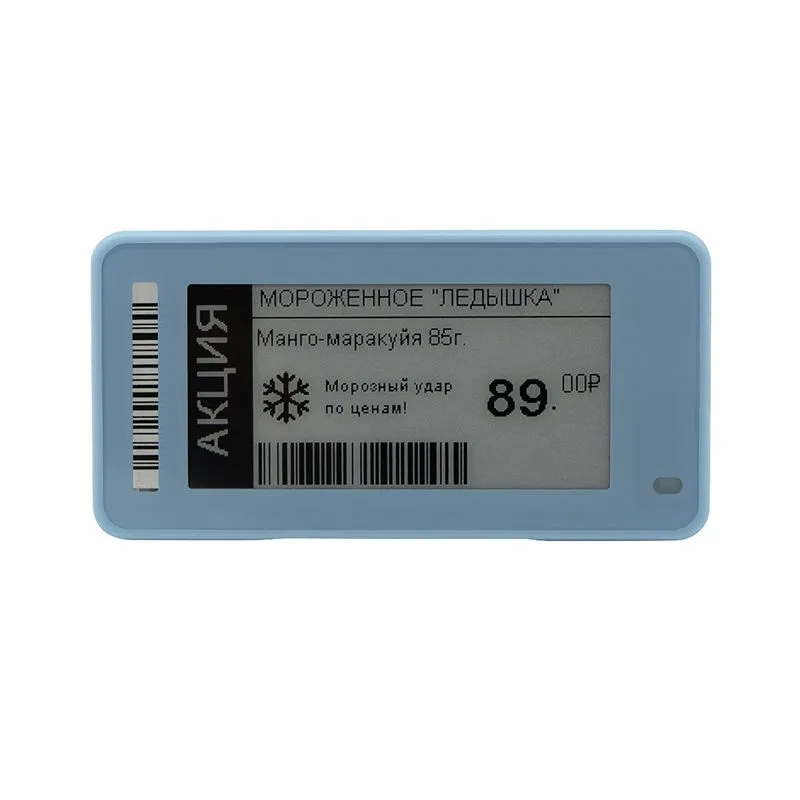 АКЦИЯ
МОРОЖЕННОЕ "ЛЕДЫШКА"
Манго-маракуйя 85г.
Морозный удар
по ценам!
89.00₽